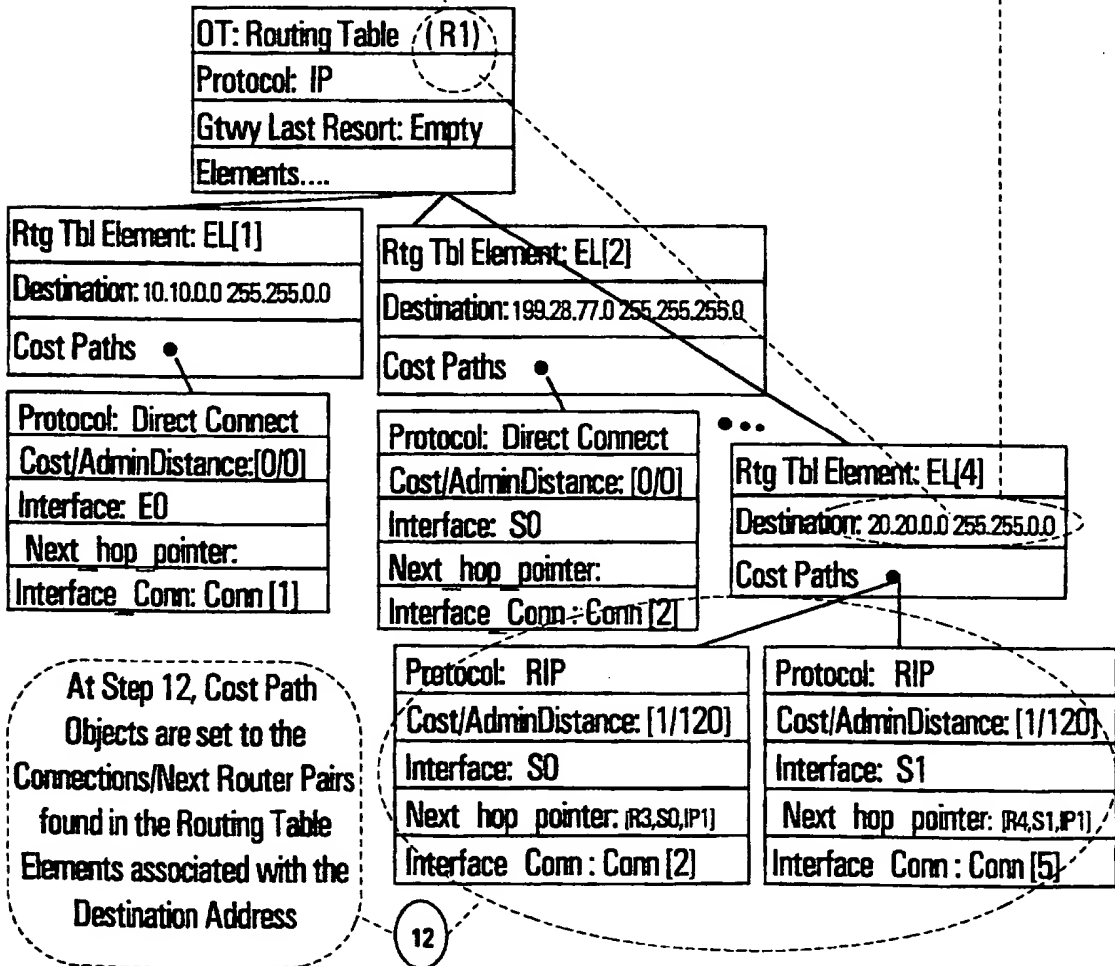 OT: Routing Table (R1)
Protocol: IP
Gtwy Last Resort: Empty
Elements....
Rtg Tbl Element: EL[1]
Destination: 10.10.0.0 255.255.0.0
Cost Paths
Protocol: Direct Connect
Cost/AdminDistance:[0/0]
Interface: E0
Next_hop_pointer:
Interface_Conn: Conn [1]
Rtg Tbl Element: EL[2]
Destination: 199.28.77.0 255.255.255.0
Cost Paths
Protocol: Direct Connect
Cost/AdminDistance: [0/0]
Interface: S0
Next_hop_pointer:
Interface_Conn : Conn [2]
Rtg Tbl Element: EL[4]
Destination: 20.20.0.0 255.255.0.0
Cost Paths
Protocol: RIP
Cost/AdminDistance: [1/120]
Interface: S0
Next hop pointer: [R3,S0,IP1]
Interface Conn : Conn [2]
Protocol: RIP
Cost/AdminDistance: [1/120]
Interface: S1
Next hop pointer: [R4,S1,IP1]
Interface Conn : Conn [5]
At Step 12, Cost Path
Objects are set to the
Connections/Next Router Pairs
found in the Routing Table
Elements associated with the
Destination Address
12